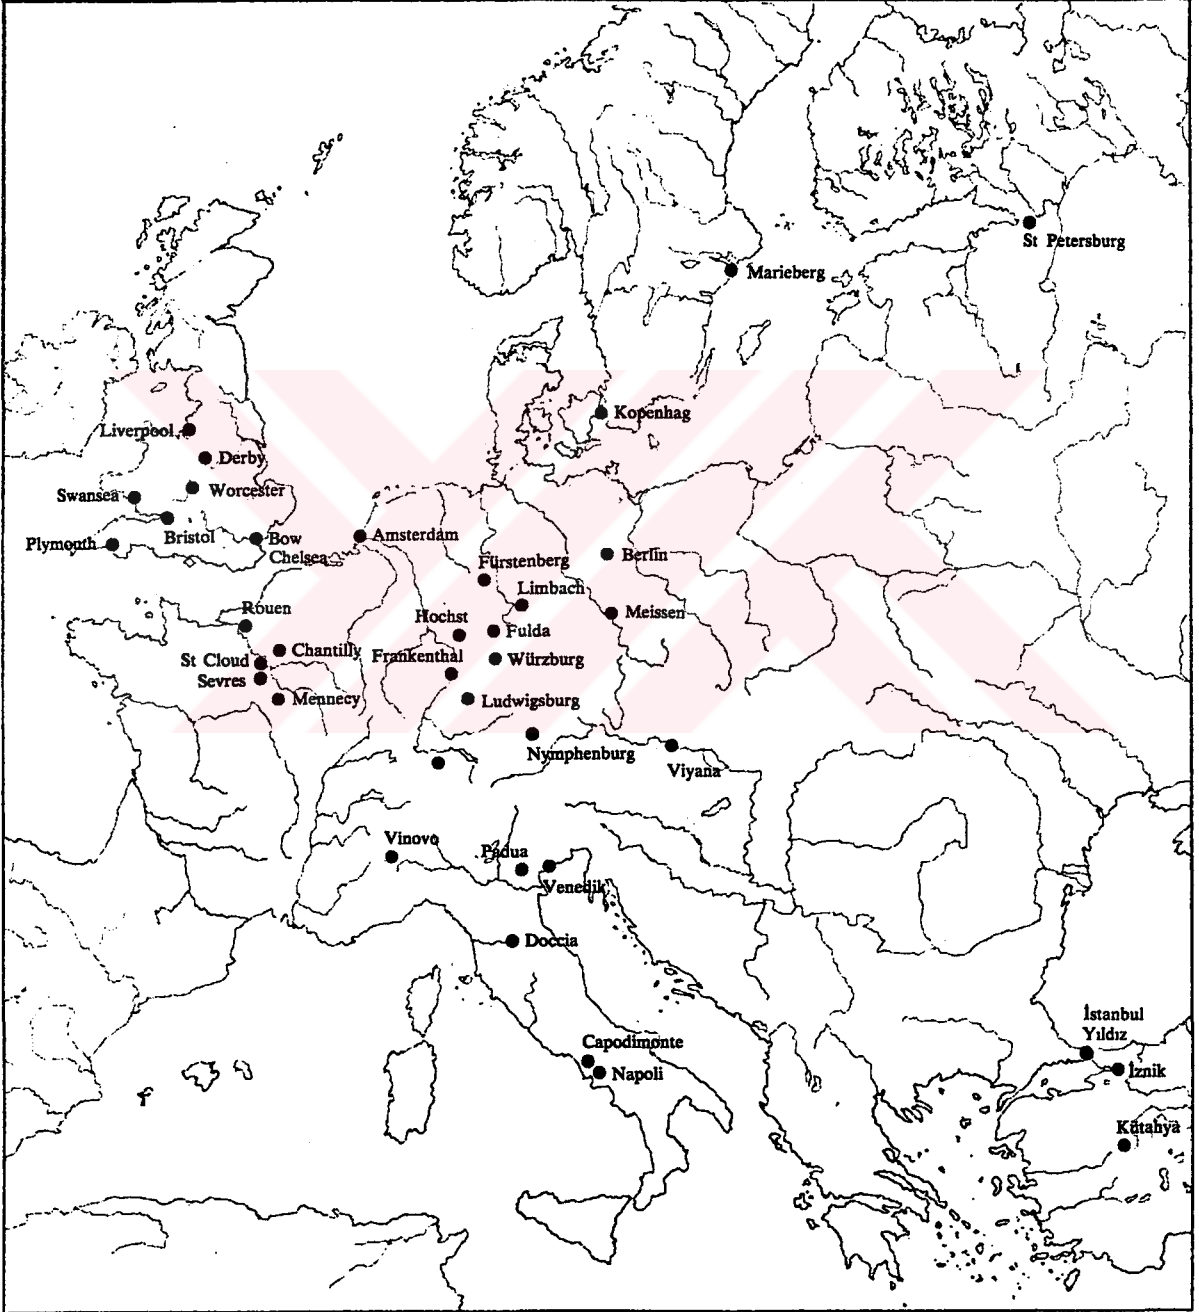 St Petersburg
Marieberg
Kopenhag
Liverpool
Derby
Swansea
Worcester
Bristol
Plymouth
Bow
Chelsea
Amsterdam
Berlin
Fürstenberg
Limbach
Meissen
Rouen
Hochst
Fulda
Chantilly
Frankenthal
St Cloud
Würzburg
Sevres
Mennecy
Ludwigsburg
Nymphenburg
Viyana
Vinovo
Padua
Venedik
Doccia
İstanbul
Yıldız
Capodimonte
İznik
Napoli
Kütahya